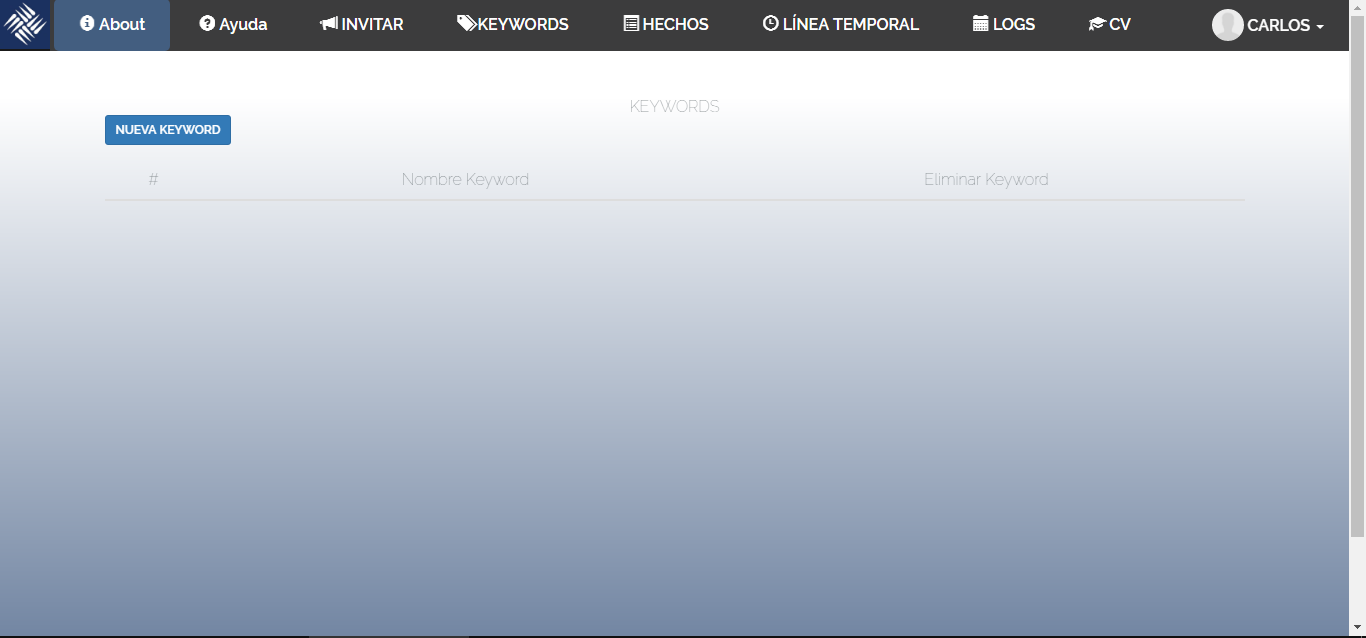 About Ayuda INVITAR KEYWORDS HECHOS LÍNEA TEMPORAL LOGS CV CARLOS
KEYWORDS
NUEVA KEYWORD
# Nombre Keyword Eliminar Keyword